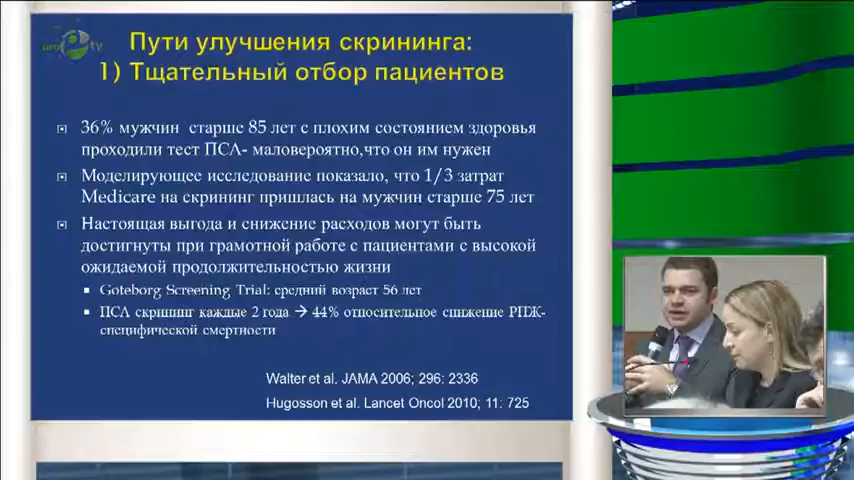 uro tv
Пути улучшения скрининга:
1) Тщательный отбор пациентов
36% мужчин старше 85 лет с плохим состоянием здоровья
проходили тест ПСА- маловероятно,что он им нужен
Моделирующее исследование показало, что 1/3 затрат
Medicare на скрининг пришлась на мужчин старше 75 лет
Настоящая выгода и снижение расходов могут быть
достигнуты при грамотной работе с пациентами с высокой
ожидаемой продолжительностью жизни
Goteborg Screening Trial: средний возраст 56 лет
ПСА скрининг каждые 2 года → 44% относительное снижение РПЖ-
специфической смертности
Walter et al. JAMA 2006; 296: 2336
Hugosson et al. Lancet Oncol 2010; 11: 725